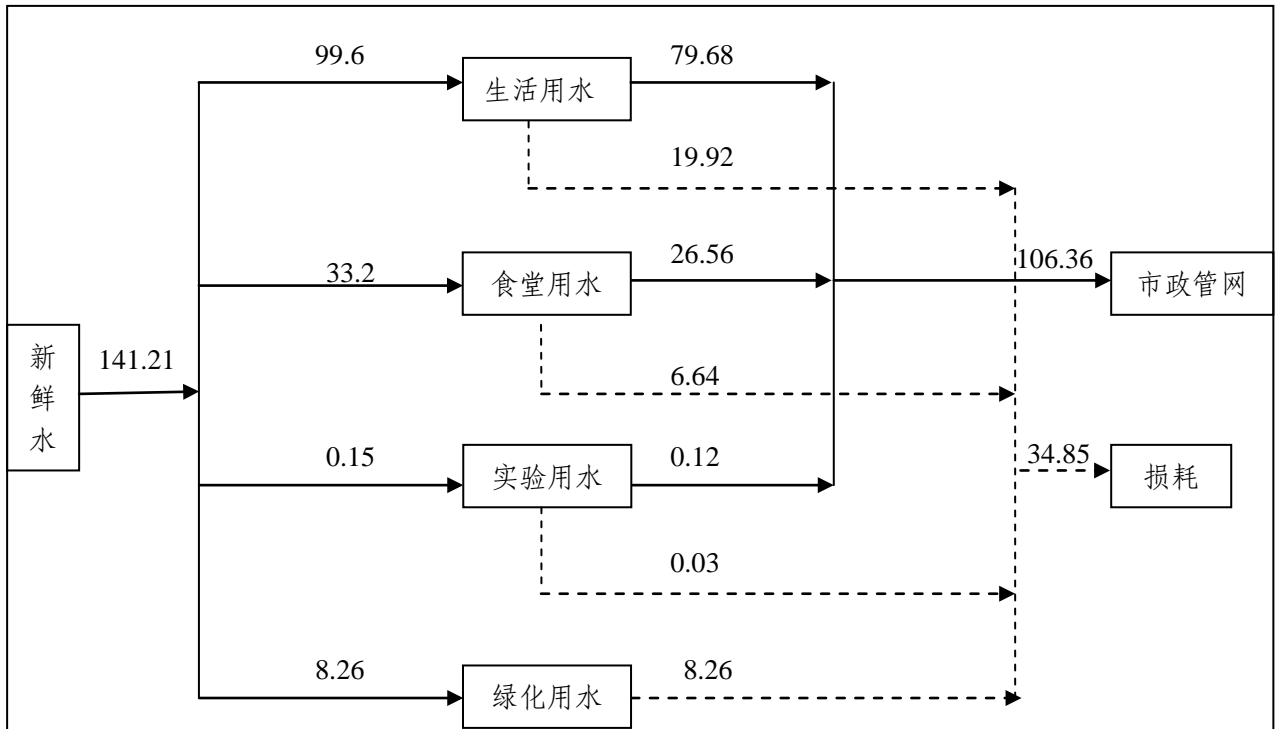 99.6
生活用水
79.68
19.92
33.2
食堂用水
26.56
106.36
市政管网
新鲜水
141.21
6.64
0.15
实验用水
0.12
34.85
损耗
0.03
8.26
绿化用水
8.26